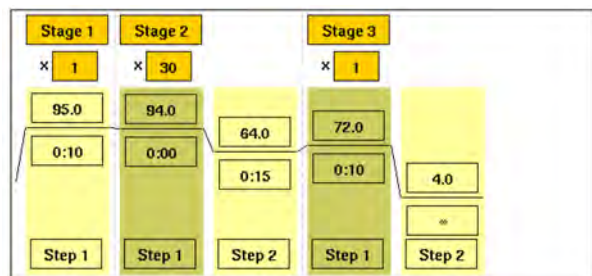 Stage 1 Stage 2 Stage 3
× 1 × 30 × 1
95.0 94.0 64.0 72.0 4.0
0:10 0:00 0:15 0:10 ∞
Step 1 Step 1 Step 2 Step 1 Step 2